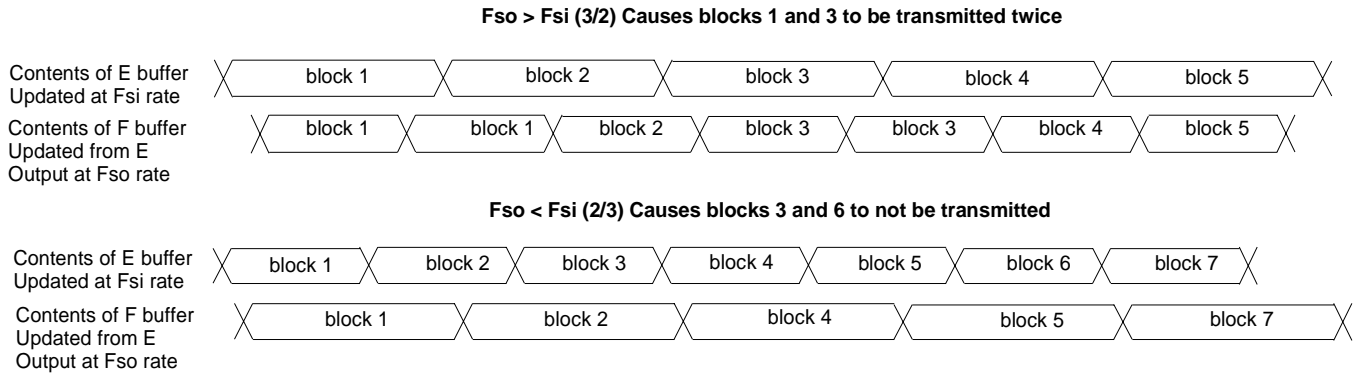 Fso > Fsi (3/2) Causes blocks 1 and 3 to be transmitted twice
Contents of E buffer
Updated at Fsi rate
block 1 block 2 block 3 block 4 block 5
Contents of F buffer
Updated from E
Output at Fso rate
block 1 block 1 block 2 block 3 block 3 block 4 block 5
Fso < Fsi (2/3) Causes blocks 3 and 6 to not be transmitted
Contents of E buffer
Updated at Fsi rate
block 1 block 2 block 3 block 4 block 5 block 6 block 7
Contents of F buffer
Updated from E
Output at Fso rate
block 1 block 2 block 4 block 5 block 7